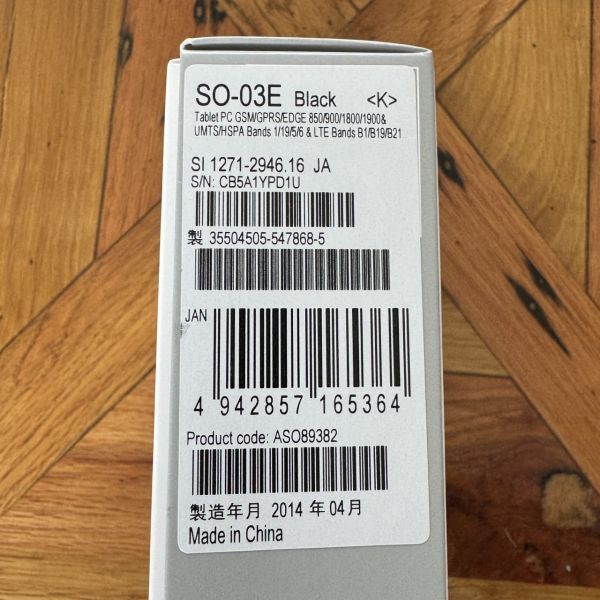 SO-03E Black <K>
Tablet PC GSM/GPRS/EDGE 850/900/1800/1900&
UMTS/HSPA Bands 1/19/5/6 & LTE Bands B1/B19/B21
SI 1271-2946.16 JA
S/N: CB5A1YPD1U
製 35504505-547868-5
JAN
4 942857 165364
Product code: ASO89382
製造年月 2014 年 04 月
Made in China